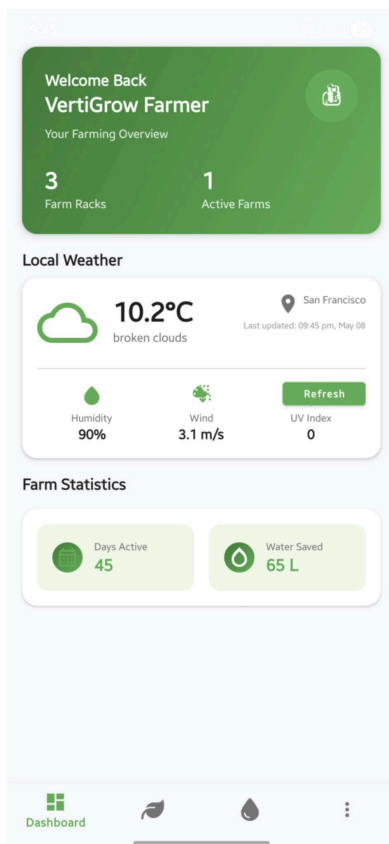 Welcome Back
VertiGrow Farmer
Your Farming Overview
3
Farm Racks
1
Active Farms
Local Weather
10.2°C
broken clouds
San Francisco
Last updated: 09:45 pm, May 08
Humidity
90%
Wind
3.1 m/s
Refresh
UV Index
0
Farm Statistics
Days Active
45
Water Saved
65 L
Dashboard